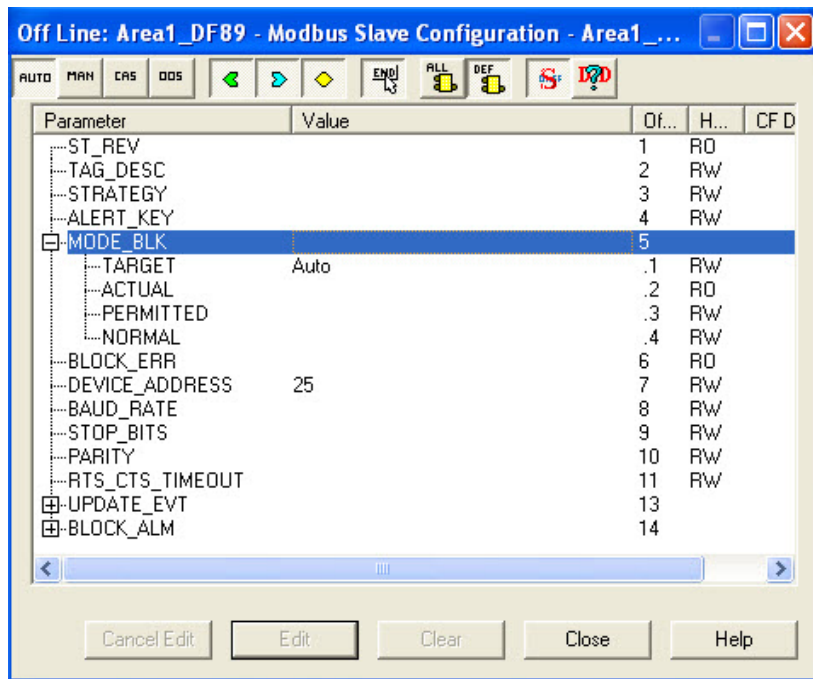 Off Line: Area1_DF89 - Modbus Slave Configuration - Area1_...
AUTO MAN CAS OOS END ALL DEF
Parameter Value Of... H... CF D
ST_REV 1 RO
TAG_DESC 2 RW
STRATEGY 3 RW
ALERT_KEY 4 RW
MODE_BLK 5
TARGET Auto .1 RW
ACTUAL .2 RO
PERMITTED .3 RW
NORMAL .4 RW
BLOCK_ERR 6 RO
DEVICE_ADDRESS 25 7 RW
BAUD_RATE 8 RW
STOP_BITS 9 RW
PARITY 10 RW
RTS_CTS_TIMEOUT 11 RW
UPDATE_EVT 13
BLOCK_ALM 14
Cancel Edit Edit Clear Close Help